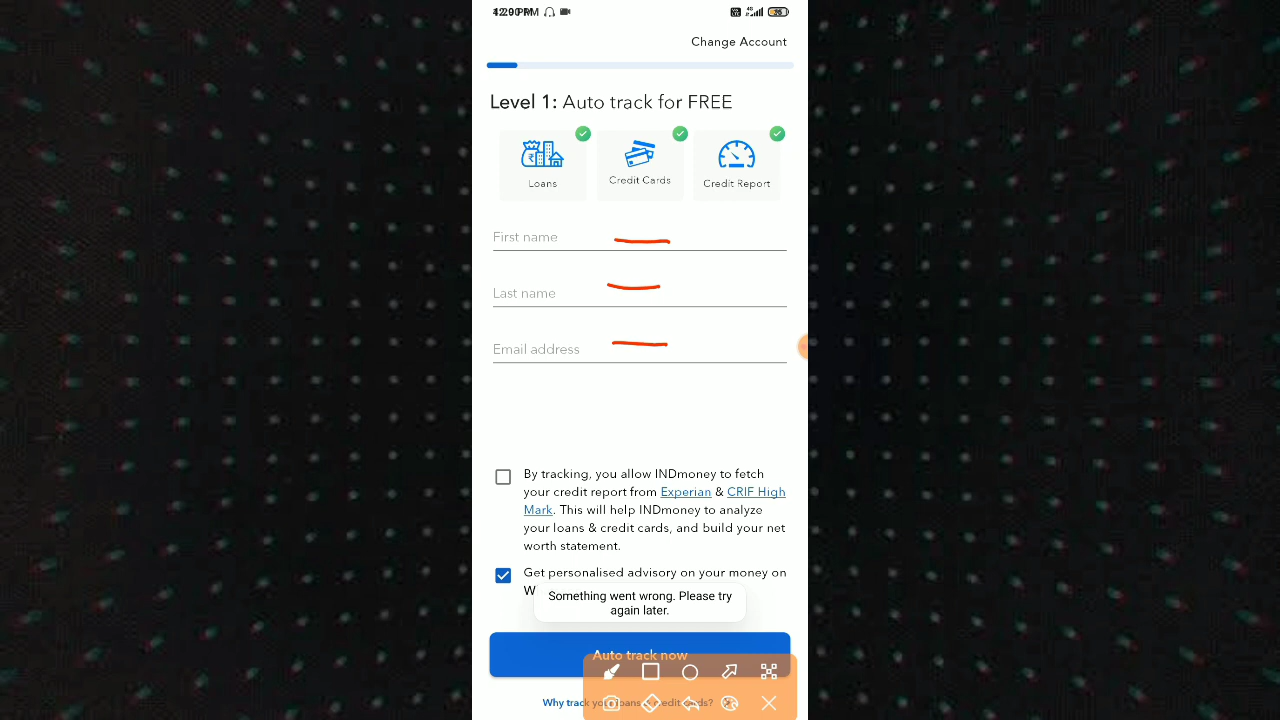 Change Account
Level 1: Auto track for FREE
Loans
Credit Cards
Credit Report
First name
Last name
Email address
By tracking, you allow INDmoney to fetch
your credit report from Experian & CRIF High
Mark. This will help INDmoney to analyze
your loans & credit cards, and build your net
worth statement.
Get personalised advisory on your money on
W
Something went wrong. Please try
again later.
Auto track now
Why track your loans & credit cards?